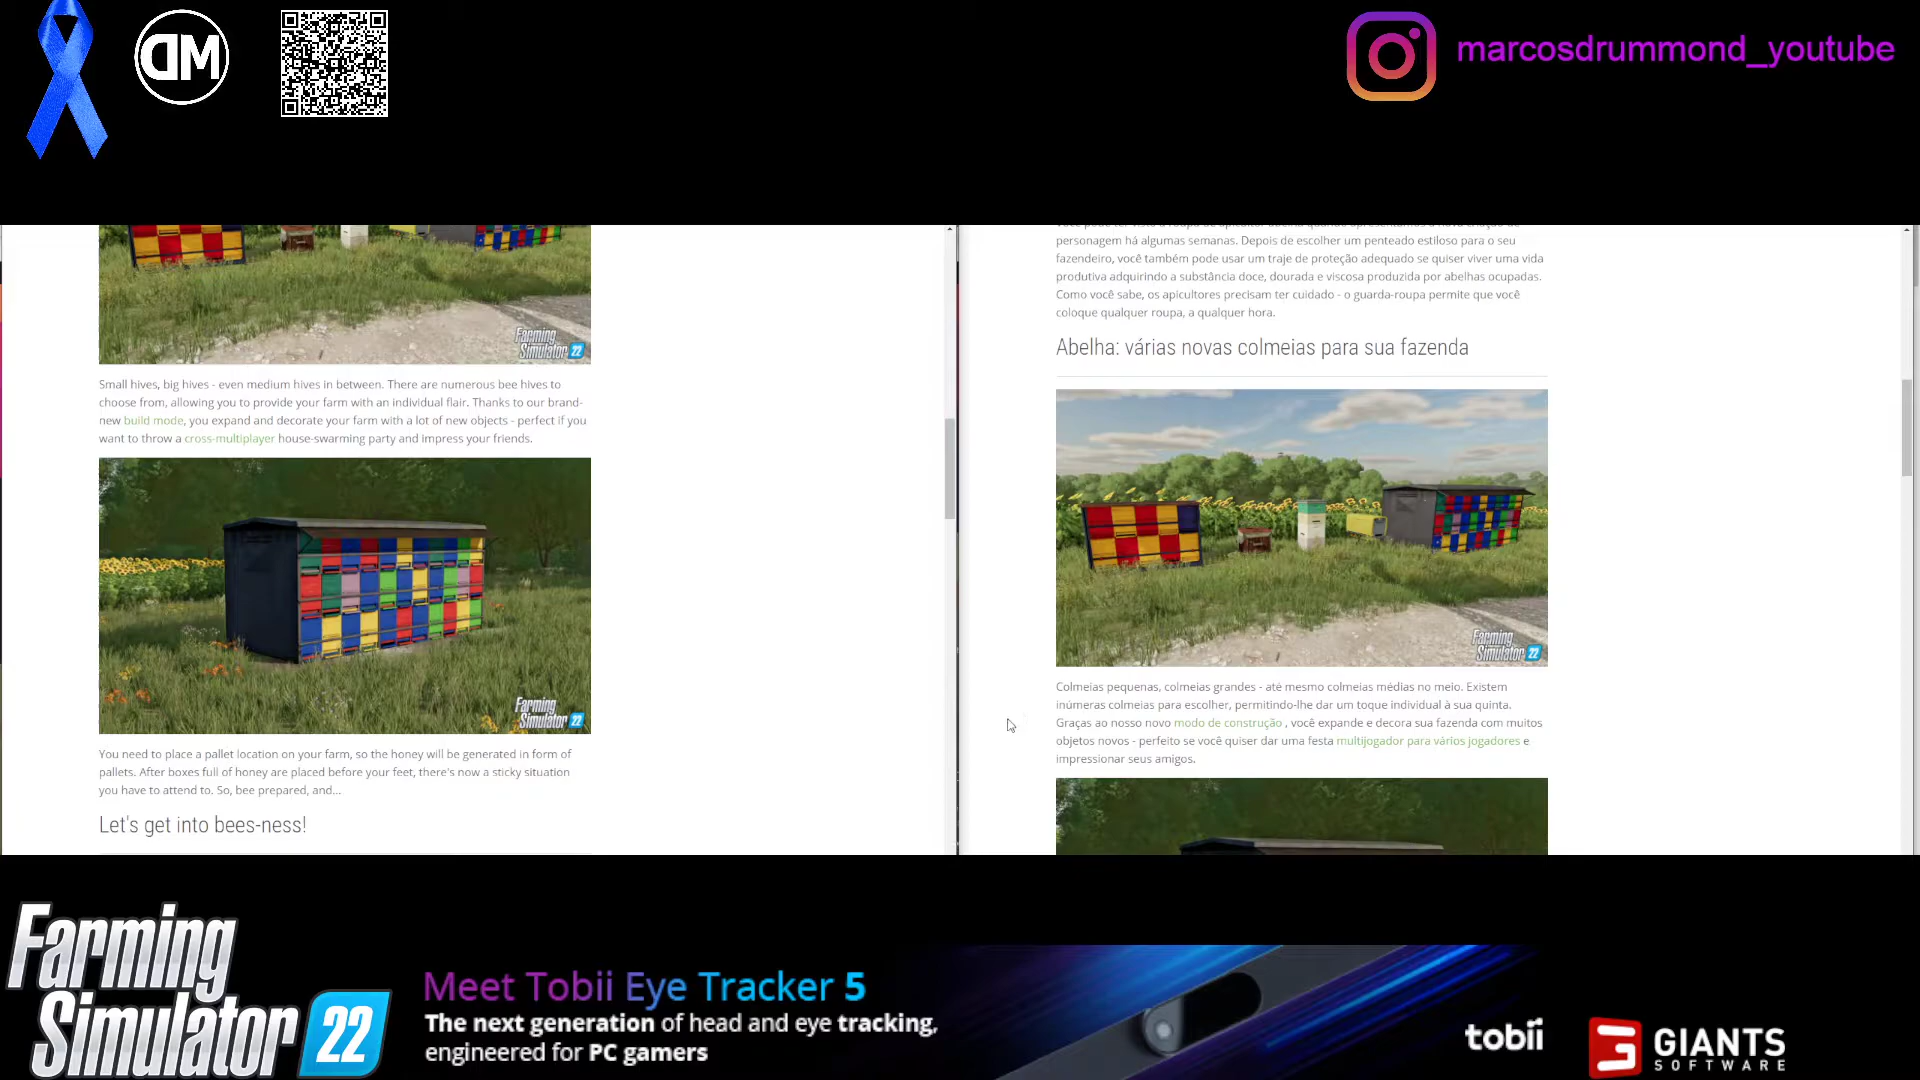 DM
marcosdrummond_youtube
Farming
Simulator 22
Small hives, big hives - even medium hives in between. There are numerous bee hives to
choose from, allowing you to provide your farm with an individual flair. Thanks to our brand-
new build mode, you expand and decorate your farm with a lot of new objects - perfect if you
want to throw a cross-multiplayer house-swarming party and impress your friends.
Farming
Simulator 22
You need to place a pallet location on your farm, so the honey will be generated in form of
pallets. After boxes full of honey are placed before your feet, there's now a sticky situation
you have to attend to. So, bee prepared, and...
Let's get into bees-ness!
personagem há algumas semanas. Depois de escolher um penteado estiloso para o seu
fazendeiro, você também pode usar um traje de proteção adequado se quiser viver uma vida
produtiva adquirindo a substância doce, dourada e viscosa produzida por abelhas ocupadas.
Como você sabe, os apicultores precisam ter cuidado - o guarda-roupa permite que você
coloque qualquer roupa, a qualquer hora.
Abelha: várias novas colmeias para sua fazenda
Farming
Simulator 22
Colmeias pequenas, colmeias grandes - até mesmo colmeias médias no meio. Existem
inúmeras colmeias para escolher, permitindo-lhe dar um toque individual à sua quinta.
Graças ao nosso novo modo de construção , você expande e decora sua fazenda com muitos
objetos novos - perfeito se você quiser dar uma festa multijogador para vários jogadores e
impressionar seus amigos.
Farming
Simulator 22
Meet Tobii Eye Tracker 5
The next generation of head and eye tracking,
engineered for PC gamers
tobii
GIANTS
SOFTWARE